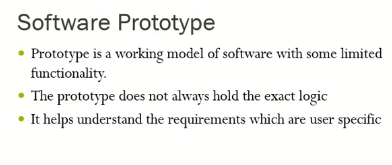 Software Prototype
Prototype is a working model of software with some limited
functionality.
The prototype does not always hold the exact logic
It helps understand the requirements which are user specific